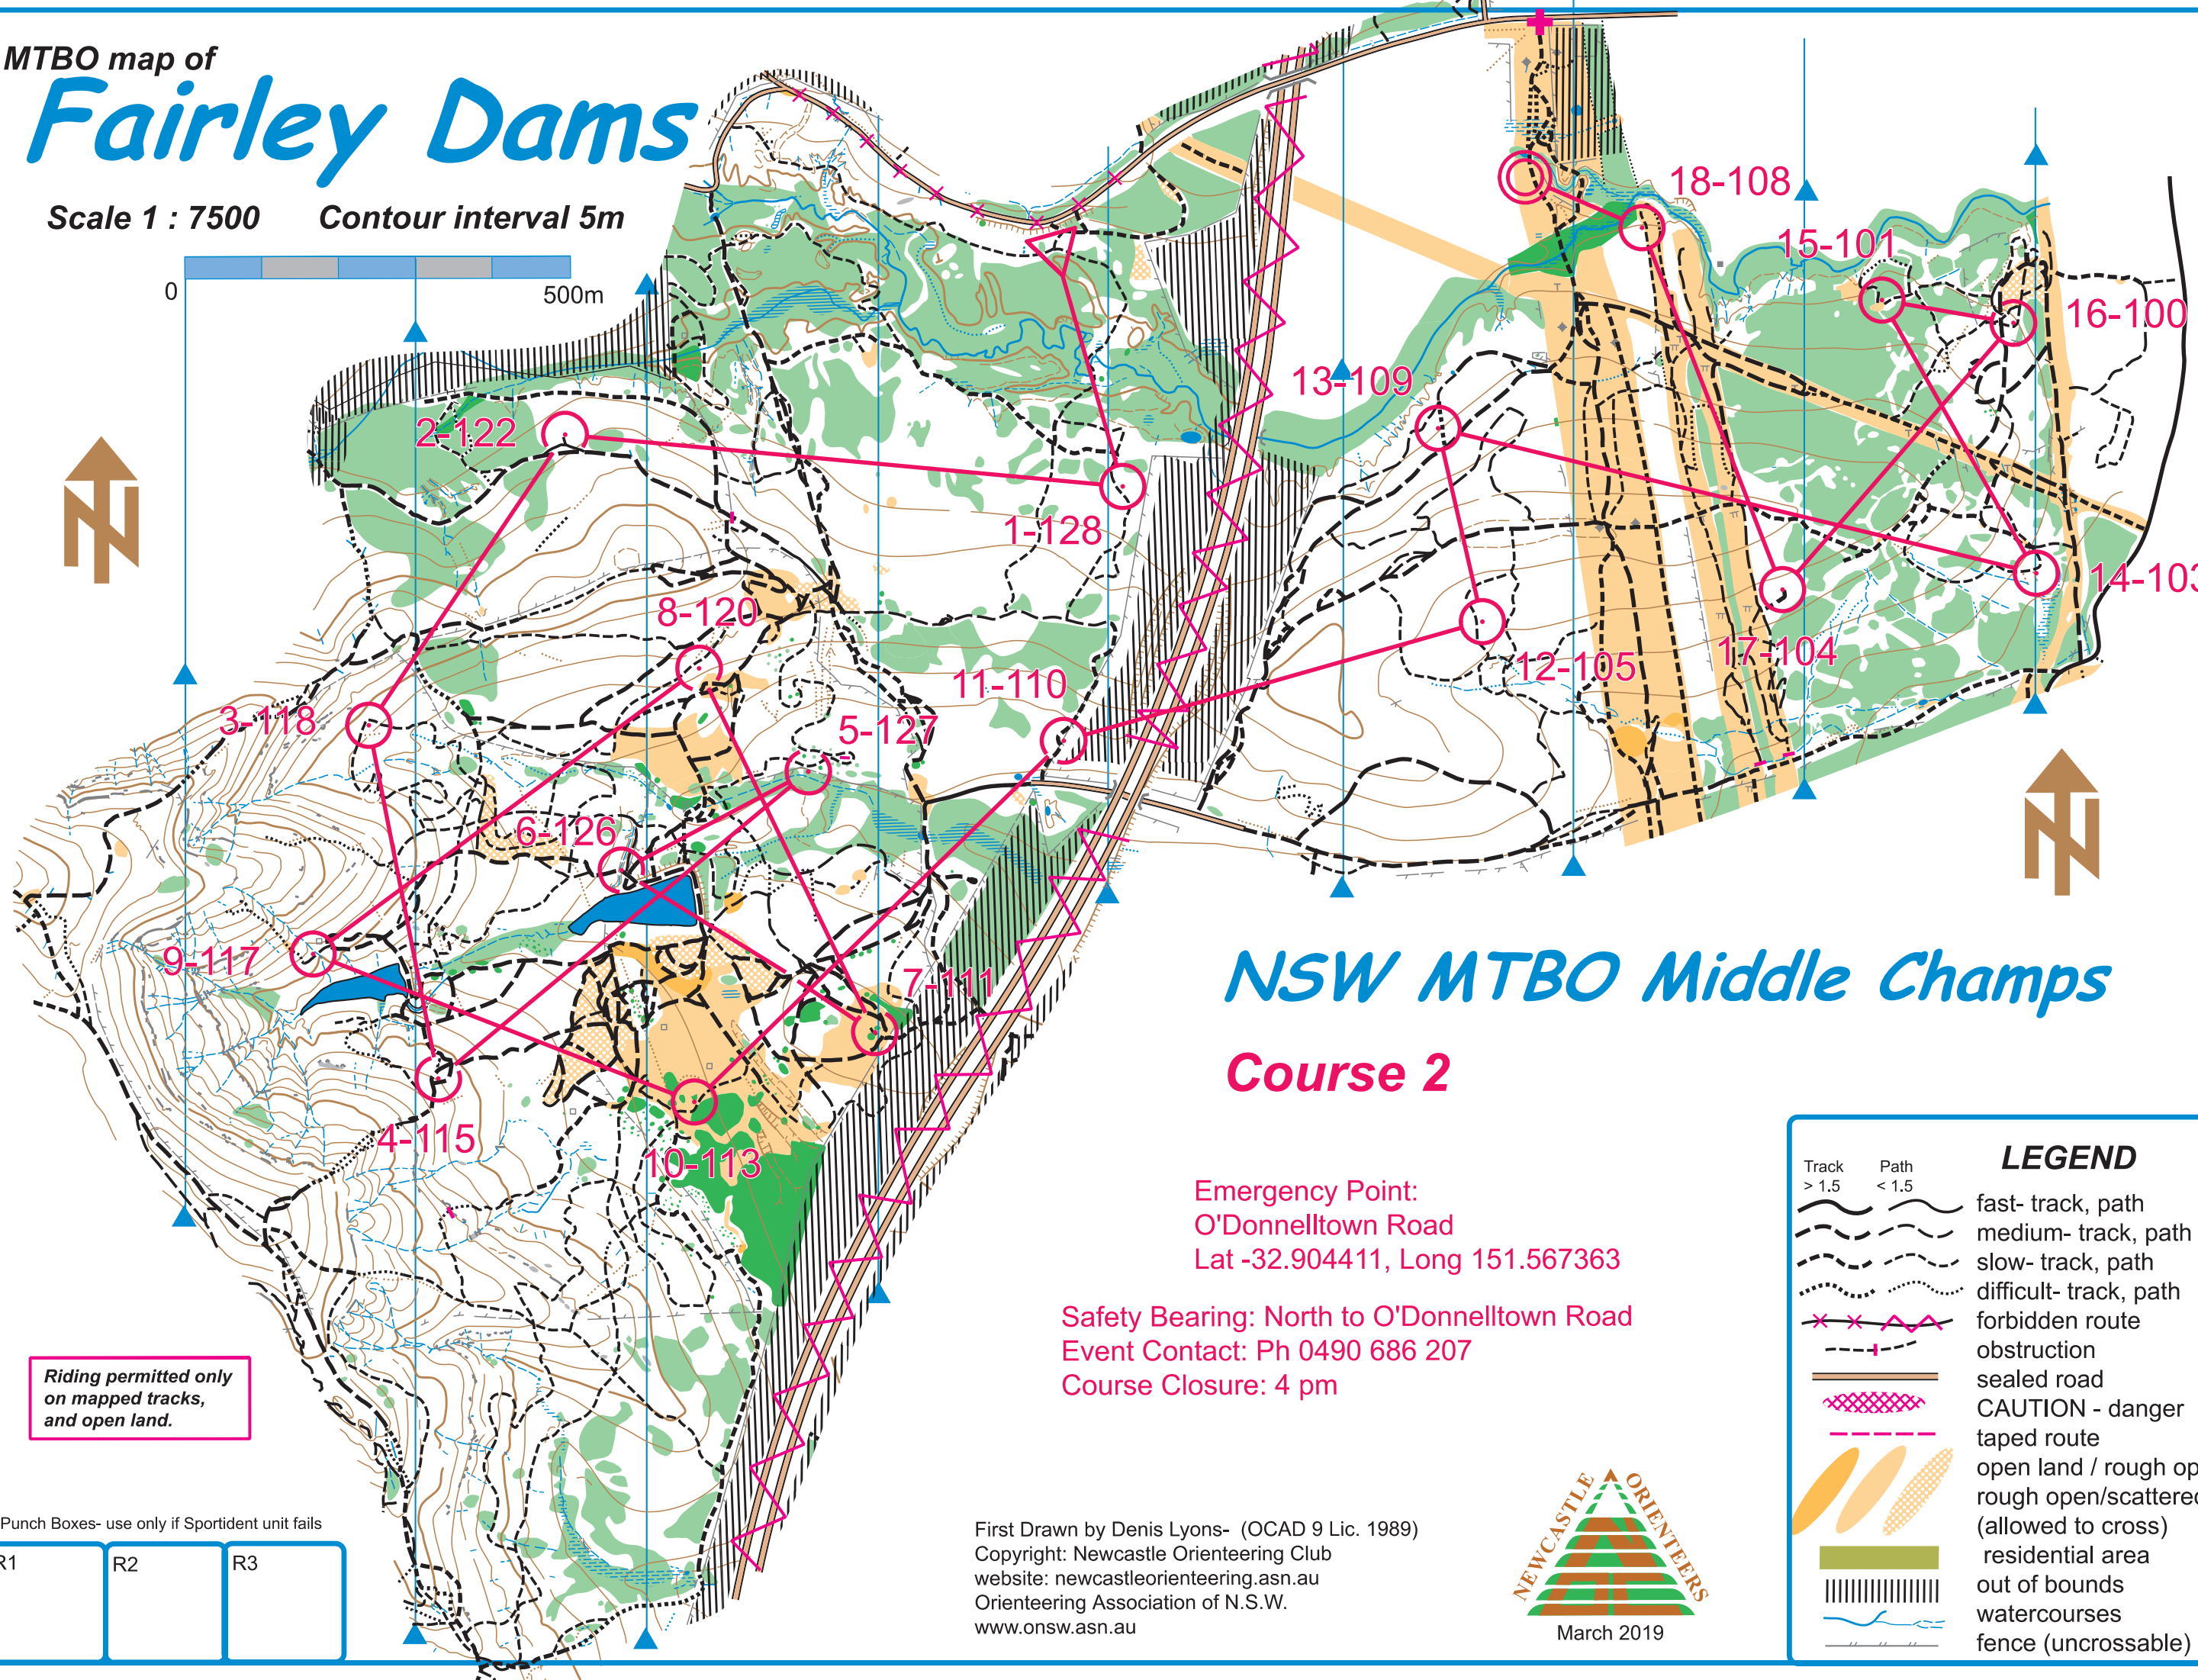 MTBO map of
Fairley Dams
Scale 1 : 7500 Contour interval 5m
0 500m
18-108
15-101
16-100
13-109
2-122
1-128
14-103
8-120
12-105
17-104
11-110
3-118
5-127
6-126
9-117
7-111
4-115
10-113
NSW MTBO Middle Champs
Course 2
Emergency Point:
O'Donnelltown Road
Lat -32.904411, Long 151.567363
Safety Bearing: North to O'Donnelltown Road
Event Contact: Ph 0490 686 207
Course Closure: 4 pm
Riding permitted only
on mapped tracks,
and open land.
Punch Boxes- use only if Sportident unit fails
R1 R2 R3
First Drawn by Denis Lyons- (OCAD 9 Lic. 1989)
Copyright: Newcastle Orienteering Club
website: newcastleorienteering.asn.au
Orienteering Association of N.S.W.
www.onsw.asn.au
NEWCASTLE ORIENTEERS
March 2019
LEGEND
Track Path
> 1.5 < 1.5
fast- track, path
medium- track, path
slow- track, path
difficult- track, path
forbidden route
obstruction
sealed road
CAUTION - danger
taped route
open land / rough op
rough open/scattered
(allowed to cross)
residential area
out of bounds
watercourses
fence (uncrossable)